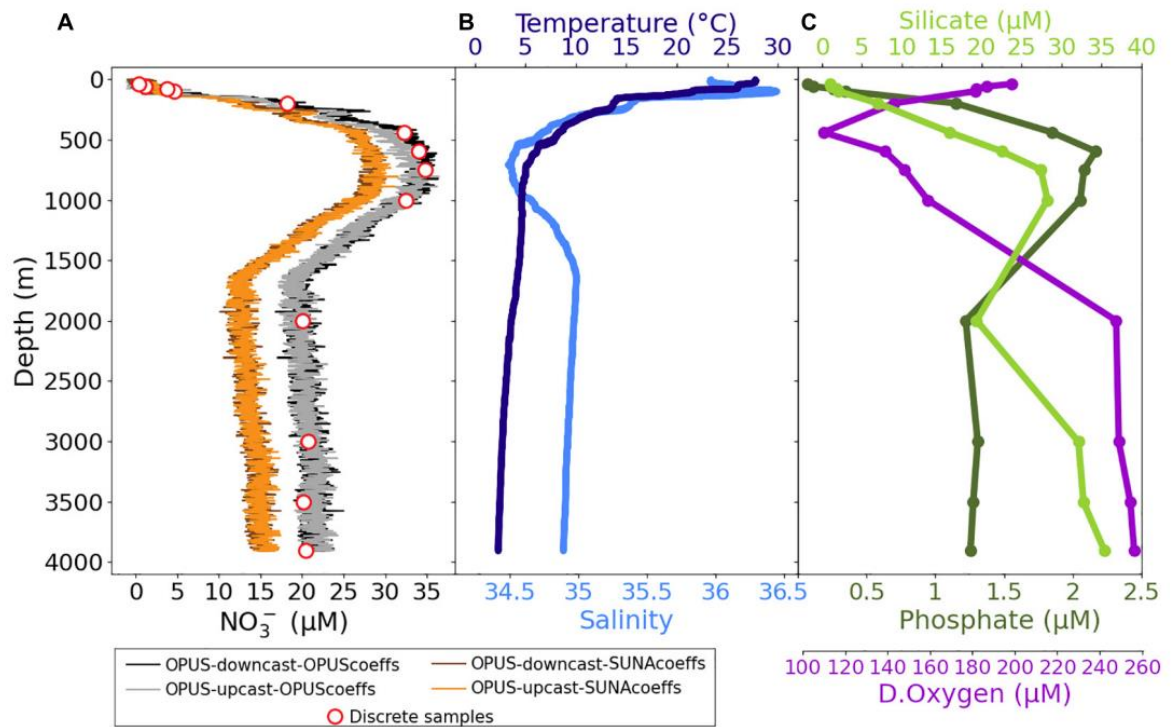 A
B
C
Temperature (°C)
0 5 10 15 20 25 30
Silicate (µM)
0 5 10 15 20 25 30 35 40
Depth (m)
0
500
1000
1500
2000
2500
3000
3500
4000
0 5 10 15 20 25 30 35
NO₃⁻ (µM)
34.5 35 35.5 36 36.5
Salinity
0.5 1 1.5 2 2.5
Phosphate (µM)
100 120 140 160 180 200 220 240 260
D.Oxygen (µM)
OPUS-downcast-OPUScoeffs
OPUS-upcast-OPUScoeffs
OPUS-downcast-SUNAcoeffs
OPUS-upcast-SUNAcoeffs
Discrete samples